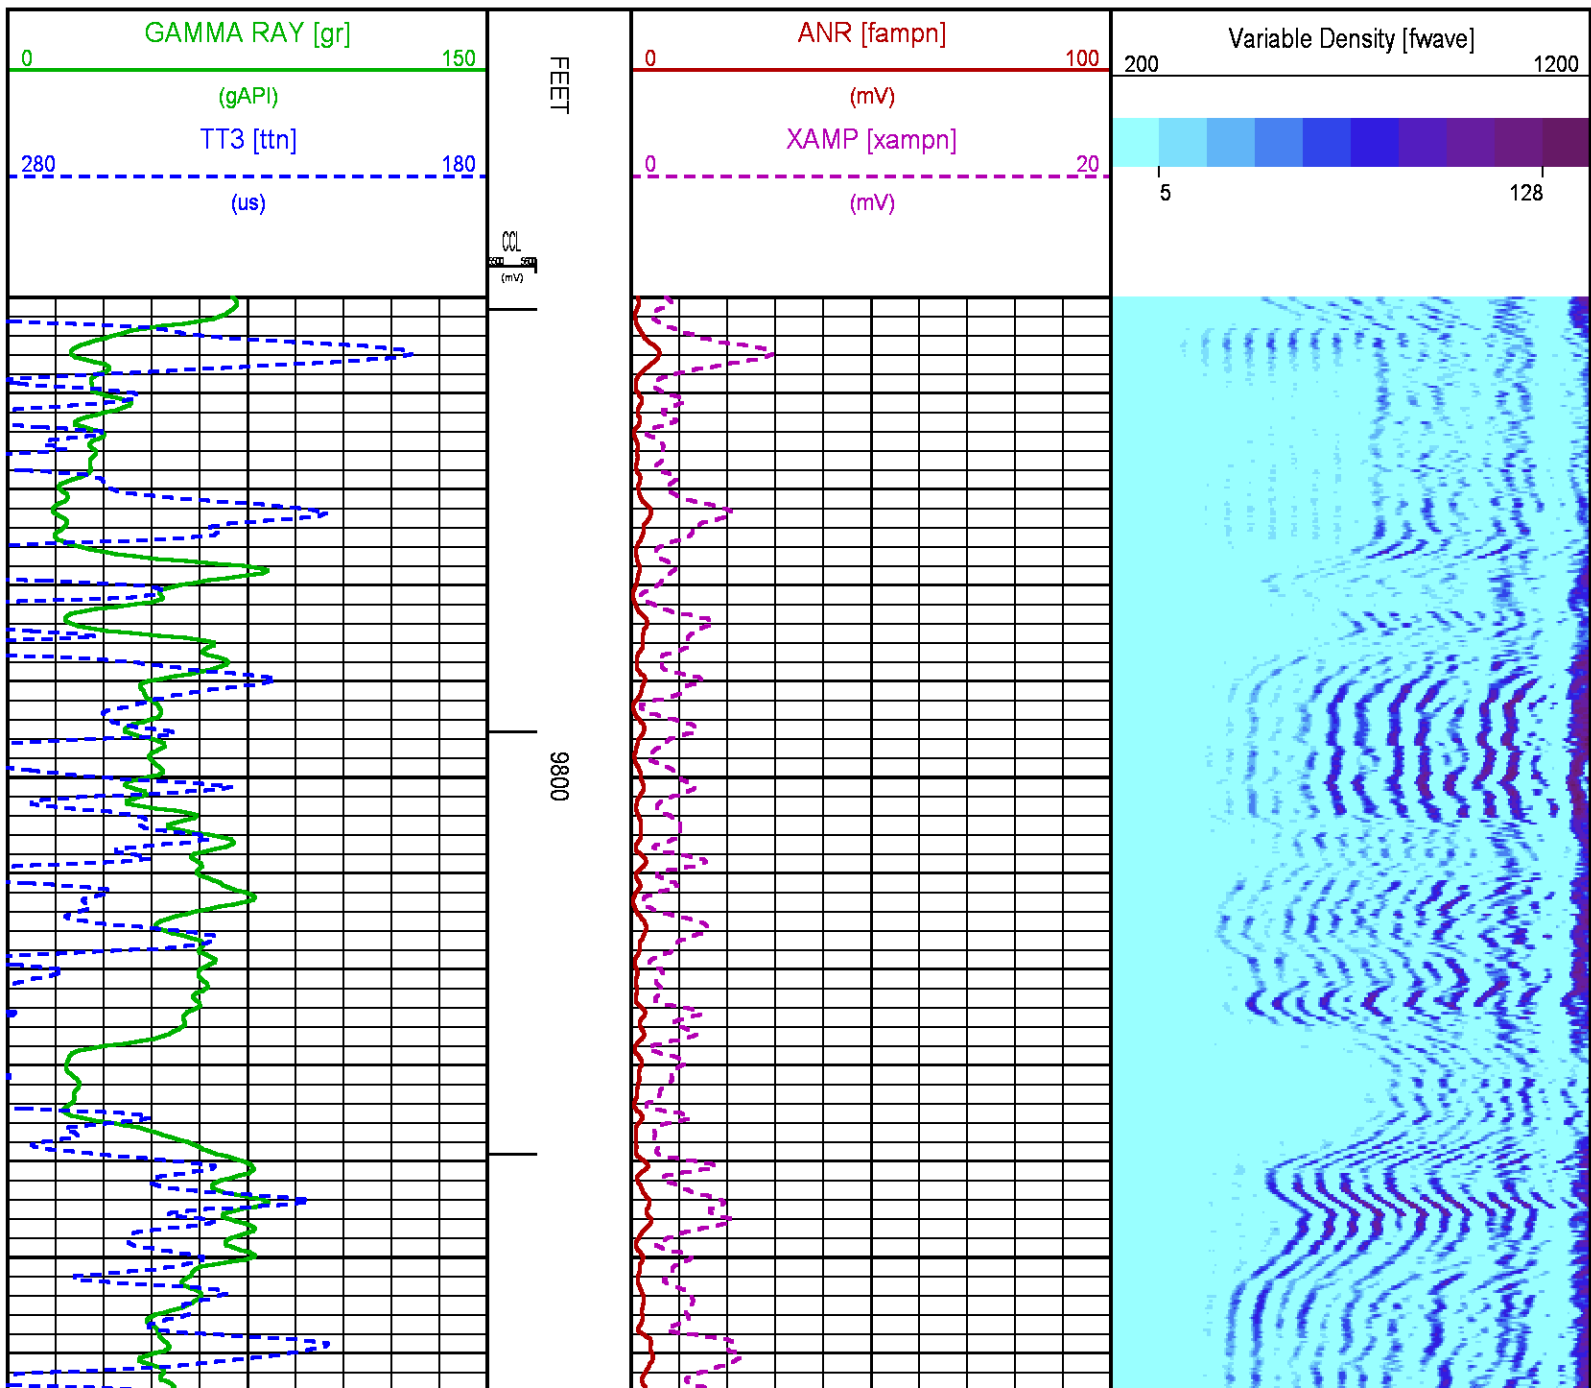 GAMMA RAY [gr]
0 150
(gAPI)
TT3 [ttn]
280 180
(us)
FEET
CCL
(mV)
ANR [fampn]
0 100
(mV)
XAMP [xampn]
0 20
(mV)
Variable Density [fwave]
200 1200
5 128
9800